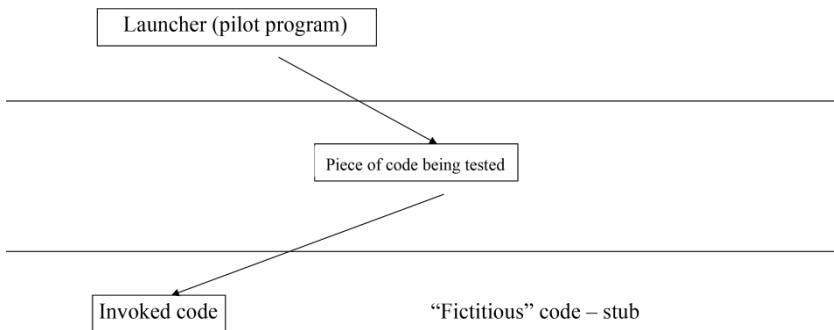 Launcher (pilot program)
Piece of code being tested
Invoked code
“Fictitious” code – stub